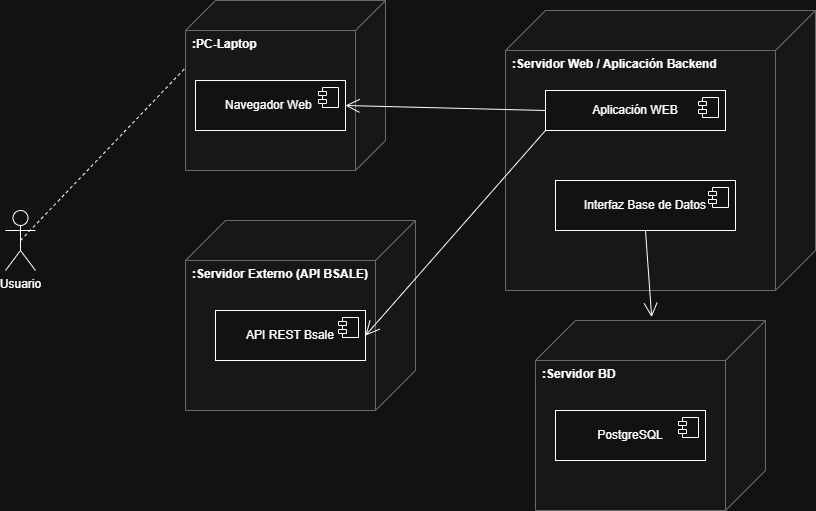 :PC-Laptop
Navegador Web
:Servidor Web / Aplicación Backend
Aplicación WEB
Interfaz Base de Datos
Usuario
:Servidor Externo (API BSALE)
API REST Bsale
:Servidor BD
PostgreSQL